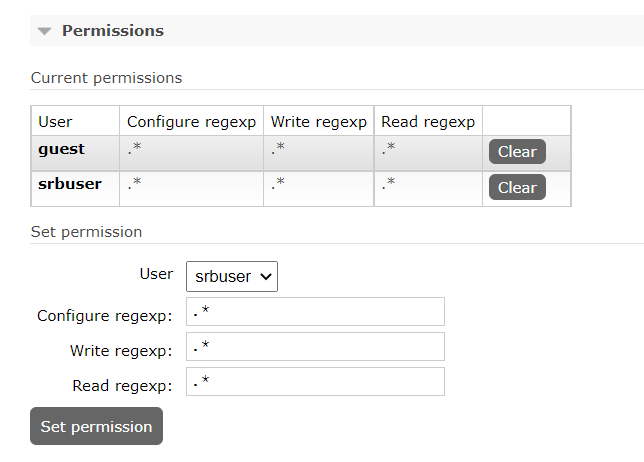 Permissions
Current permissions
User Configure regexp Write regexp Read regexp
guest .* .* .* Clear
srbuser .* .* .* Clear
Set permission
User srbuser
Configure regexp: .*
Write regexp: .*
Read regexp: .*
Set permission